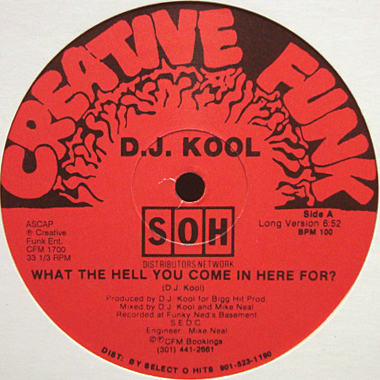 CREATIVE FUNK
D.J. KOOL
Side A
ASCAP
Long Version 6:52
℗ Creative
BPM 100
Funk Ent.
CFM 1700
33 1/3 RPM
SOH
DISTRIBUTORS NETWORK
WHAT THE HELL YOU COME IN HERE FOR?
(D.J. Kool)
Produced by D.J. Kool for Bigg Hit Prod
Mixed by D.J. Kool and Mike Neal
Recorded at Funky Ned's Basement
S E D C
Engineer: Mike Neal
©℗CFM Bookings
(301) 441-2661
DIST: BY SELECT O HITS 901-523-1190